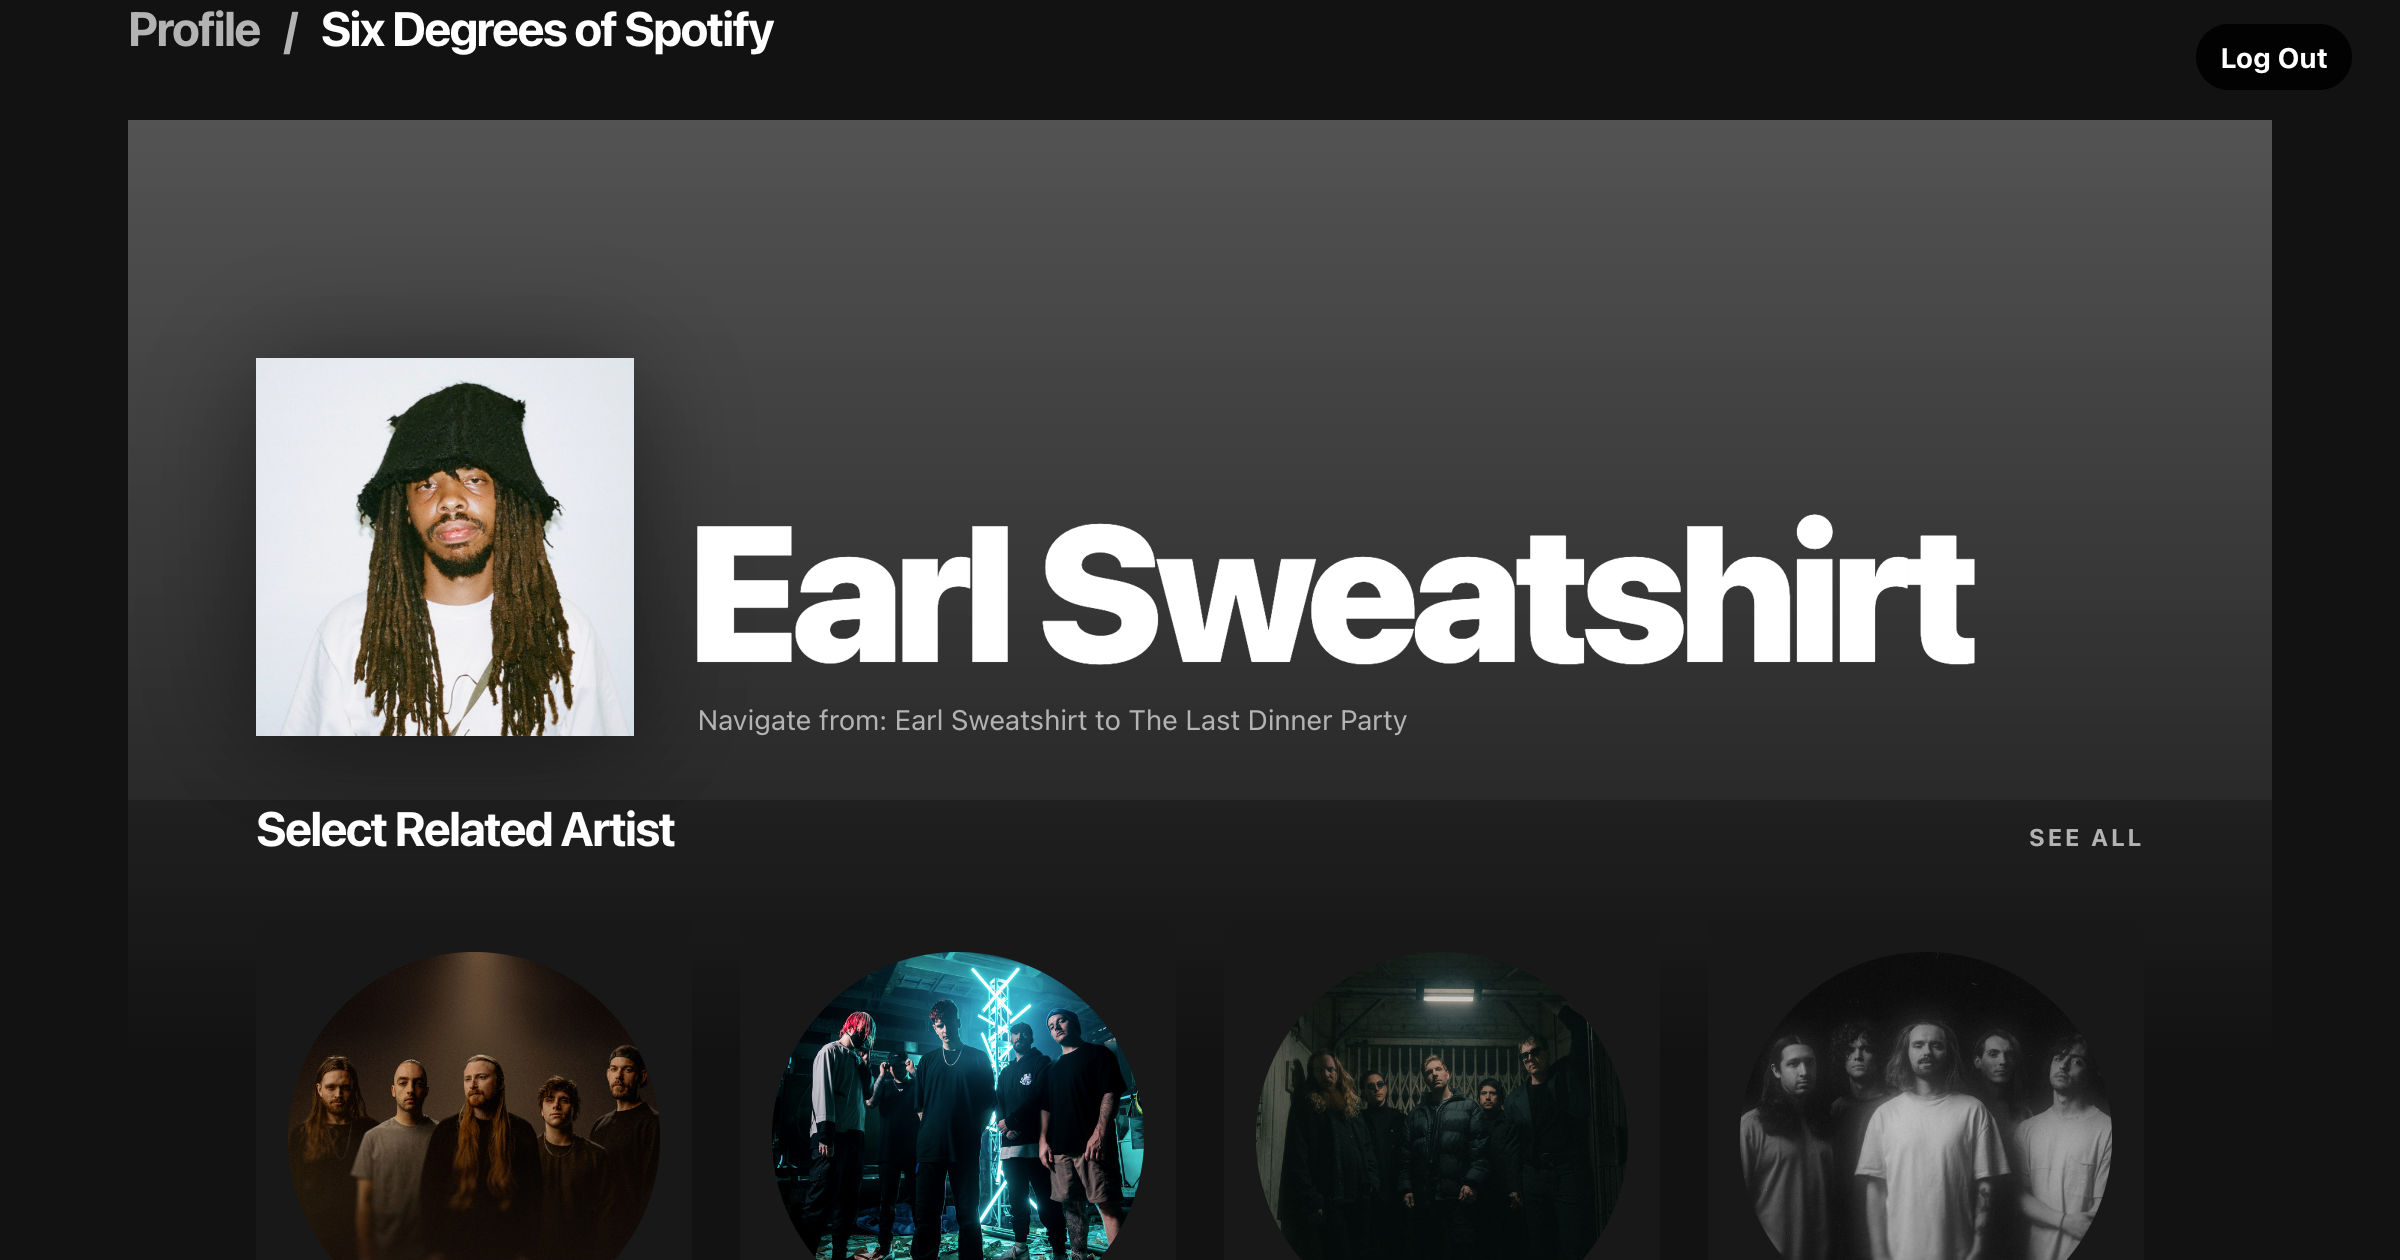 Profile / Six Degrees of Spotify
Log Out
Earl Sweatshirt
Navigate from: Earl Sweatshirt to The Last Dinner Party
Select Related Artist
SEE ALL